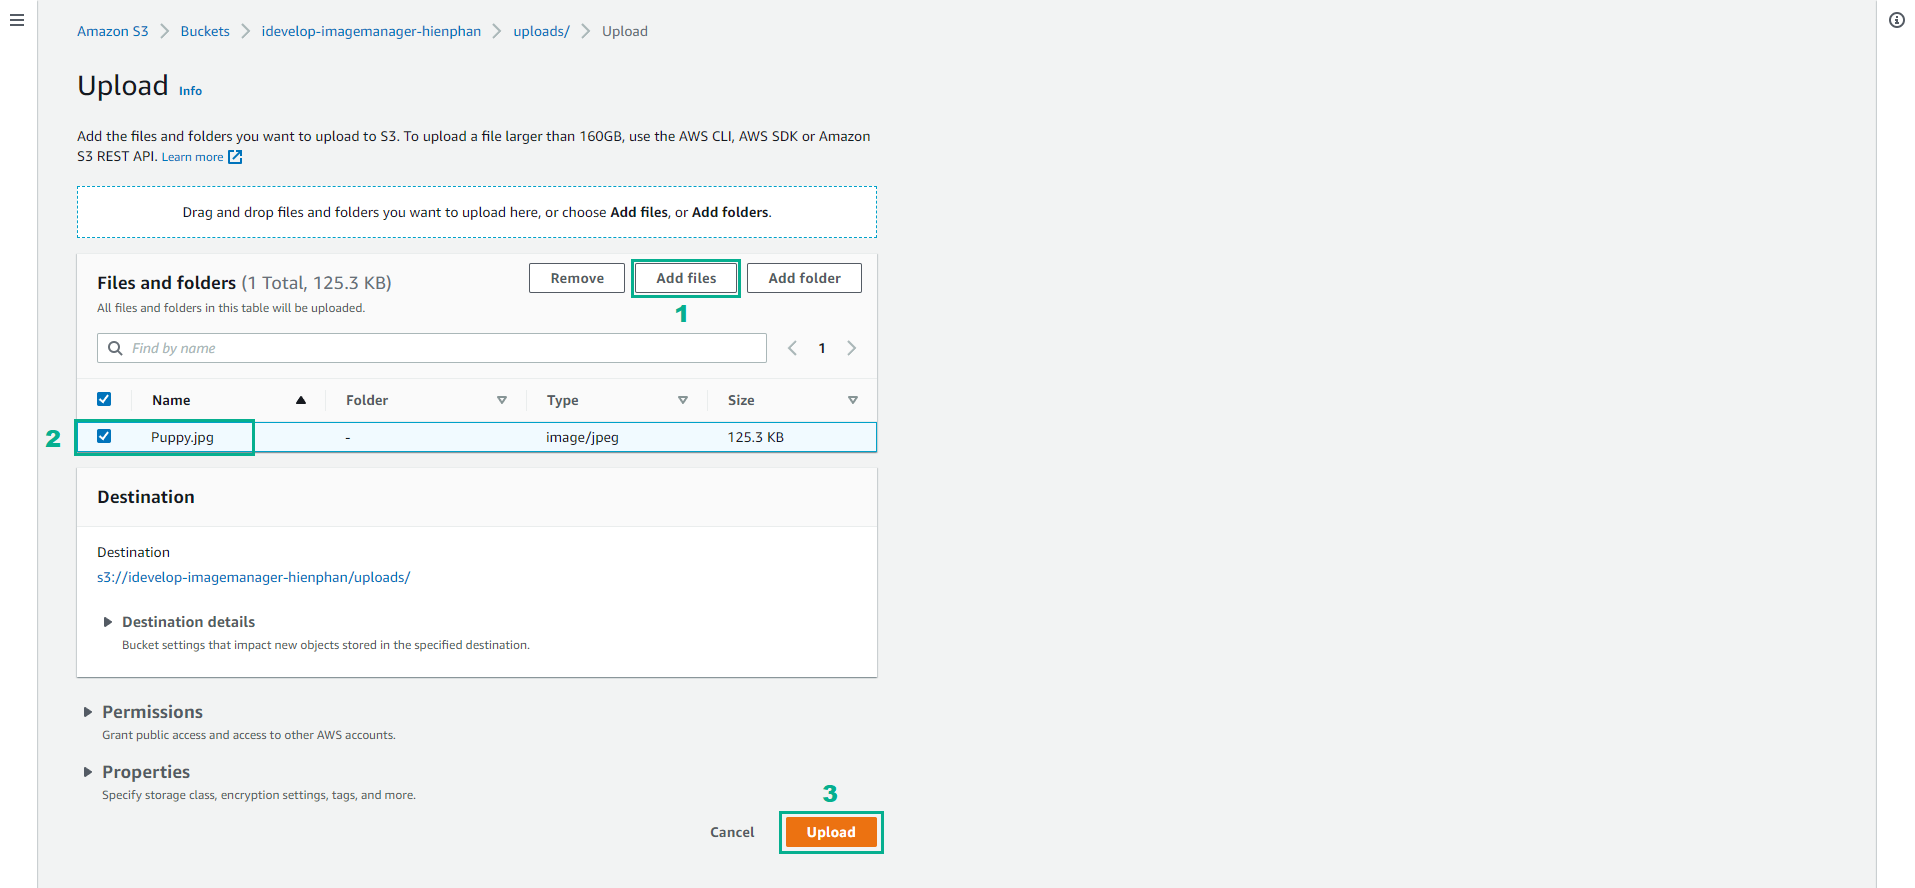 Amazon S3 > Buckets > idevelop-imagemanager-hienphan > uploads/ > Upload
Upload Info
Add the files and folders you want to upload to S3. To upload a file larger than 160GB, use the AWS CLI, AWS SDK or Amazon
S3 REST API. Learn more
Drag and drop files and folders you want to upload here, or choose Add files, or Add folders.
Files and folders (1 Total, 125.3 KB)
Remove Add files Add folder
All files and folders in this table will be uploaded.
1
Find by name
1
Name Folder Type Size
2 Puppy.jpg - image/jpeg 125.3 KB
Destination
Destination
s3://idevelop-imagemanager-hienphan/uploads/
Destination details
Bucket settings that impact new objects stored in the specified destination.
Permissions
Grant public access and access to other AWS accounts.
Properties
Specify storage class, encryption settings, tags, and more.
3
Cancel Upload